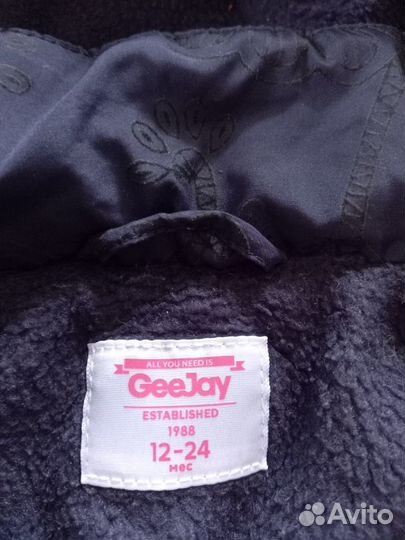 ALL YOU NEED IS
GeeJay
ESTABLISHED
1988
12-24
мес
Avito